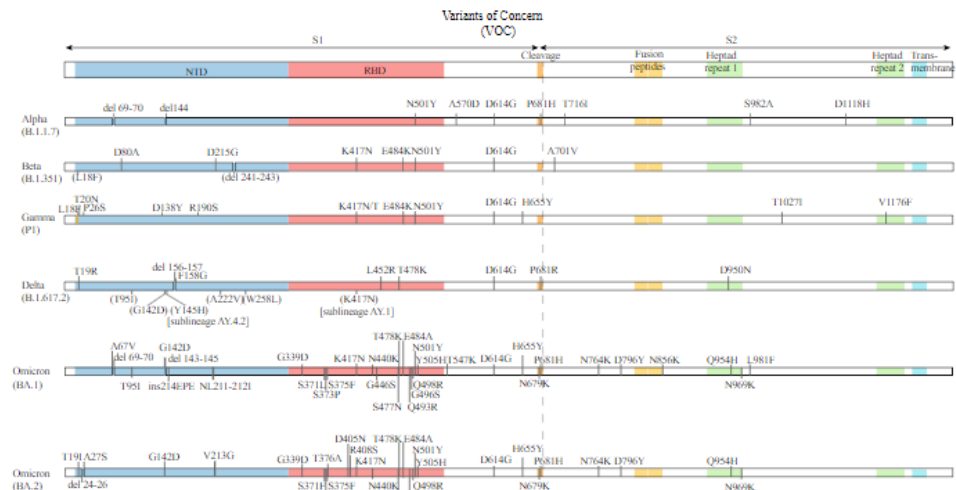 Variants of Concern
(VOC)
S1 S2
Cleavage Fusion peptides Heptad repeat 1 Heptad repeat 2 Trans-membrane
NTD RBD
Alpha
(B.1.1.7)
del 69-70 del144 N501Y A570D D614G P681H T716I S982A D1118H
Beta
(B.1.351)
D80A D215G K417N E484K N501Y D614G A701V
(L18F) (del 241-243)
Gamma
(P1)
T20N
L18F P26S D138Y R190S K417N/T E484K N501Y D614G H655Y T1027I V1176F
Delta
(B.1.617.2)
del 156-157
T19R F158G L452R T478K D614G P681R D950N
(T95I) (A222V) (W258L) (K417N)
(G142D) (Y145H) [sublineage AY.1]
[sublineage AY.4.2]
Omicron
(BA.1)
T478K E484A
A67V G142D N501Y H655Y
del 69-70 del 143-145 G339D K417N N440K Y505H T547K D614G P681H N764K D796Y N856K Q954H L981F
T95I ins214EPE NL211-212I S371L S375F G446S Q498R N679K N969K
S373P G496S
S477N Q493R
Omicron
(BA.2)
D405N T478K E484A
R408S N501Y H655Y
T19I A27S G142D V213G G339D T376A K417N Y505H D614G P681H N764K D796Y Q954H
del 24-26 S371F S375F N440K Q498R N679K N969K